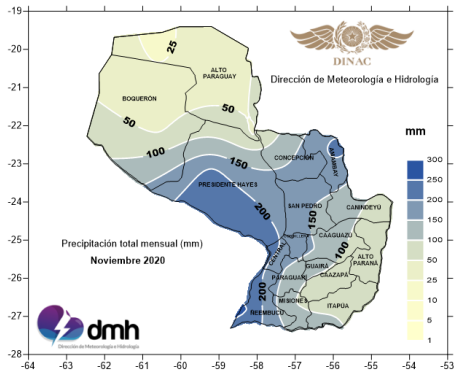 -19
-20
-21
-22
-23
-24
-25
-26
-27
-28
-64
-63
-62
-61
-60
-59
-58
-57
-56
-55
-54
-53
DINAC
Dirección de Meteorología e Hidrología
25
ALTO
PARAGUAY
BOQUERÓN
50
50
100
150
CONCEPCIÓN
AMAMBAY
PRESIDENTE HAYES
200
SAN PEDRO
150
CANINDEYÚ
CAAGUAZÚ
100
CENTRAL
ALTO
PARANÁ
GUAIRÁ
CAAZAPÁ
PARAGUARÍ
200
MISIONES
ITAPÚA
ÑEEMBUCÚ
Precipitación total mensual (mm)
Noviembre 2020
mm
300
250
200
150
100
50
25
10
5
1
dmh
Dirección de Meteorología e Hidrología